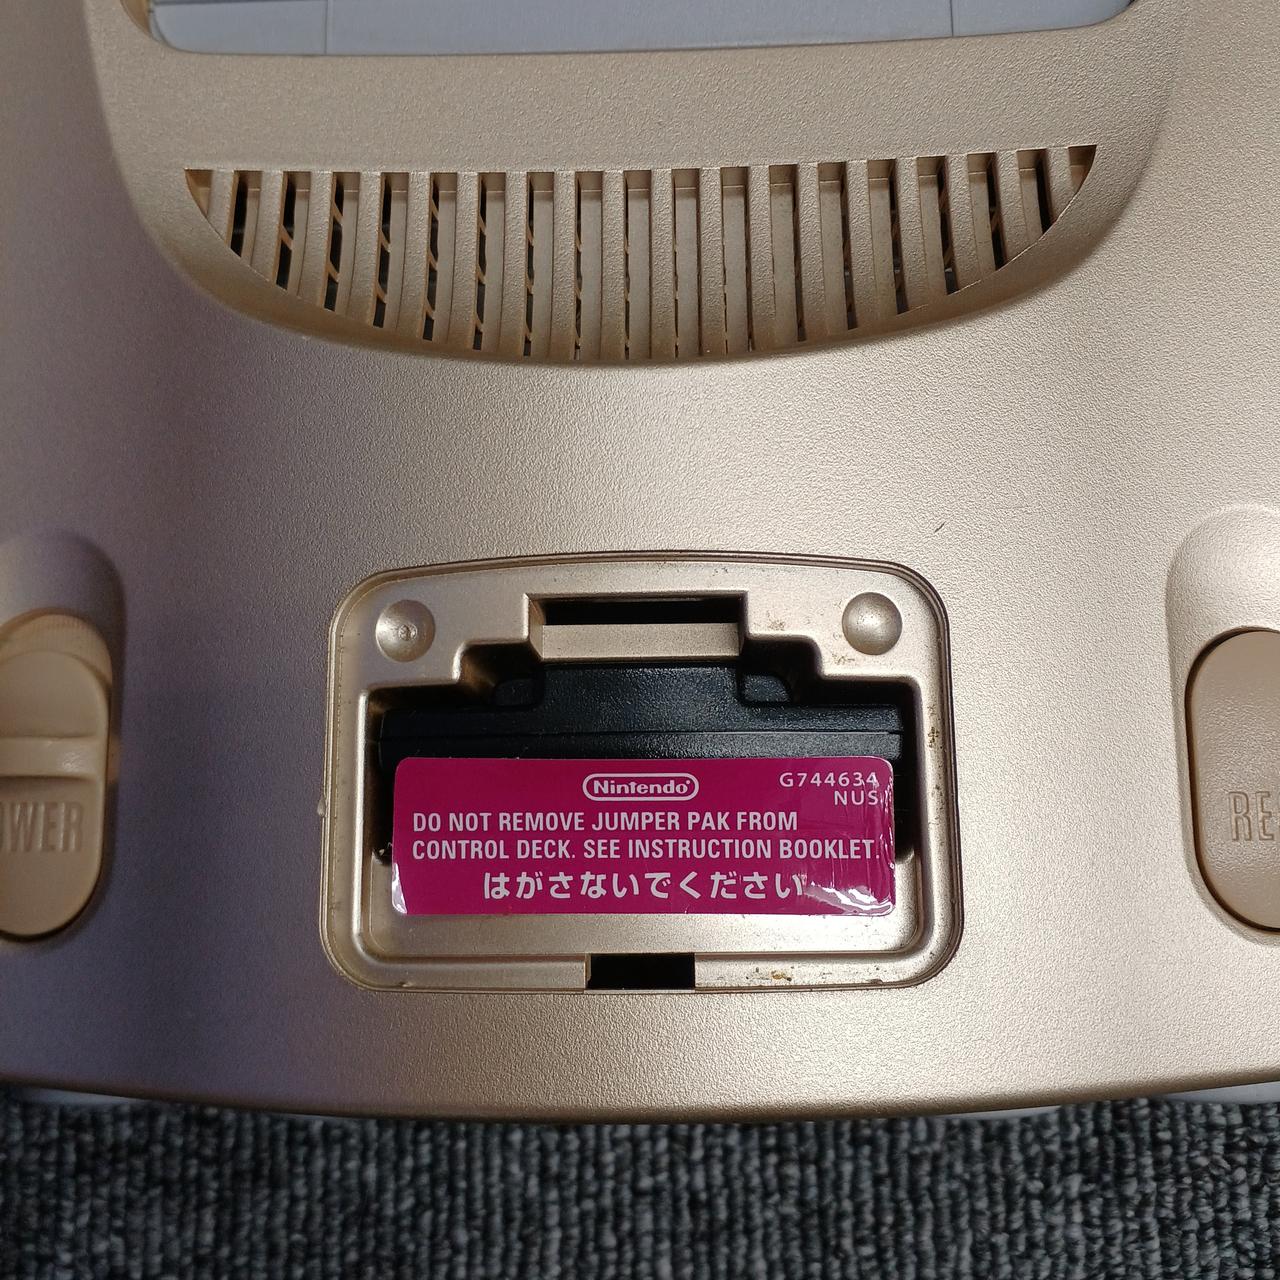 Nintendo
G744634
NUS
DO NOT REMOVE JUMPER PAK FROM
CONTROL DECK. SEE INSTRUCTION BOOKLET.
はがさないでください
OWER
RE